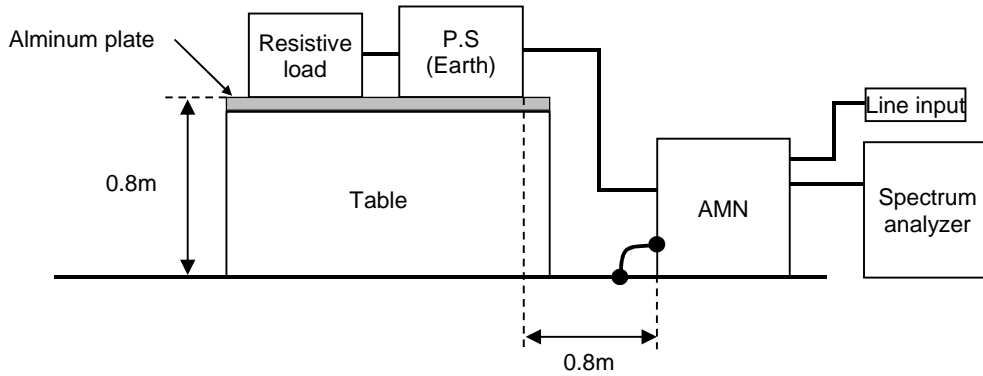 Alminum plate
Resistive
load
P.S
(Earth)
Line input
0.8m
Table
AMN
Spectrum
analyzer
0.8m